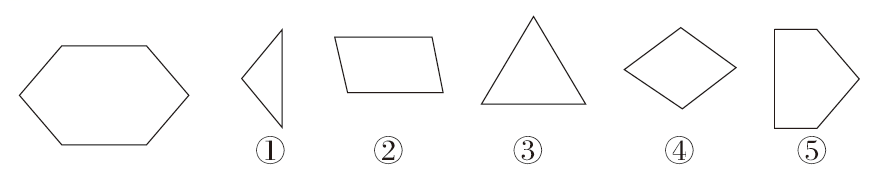 ① ② ③ ④ ⑤